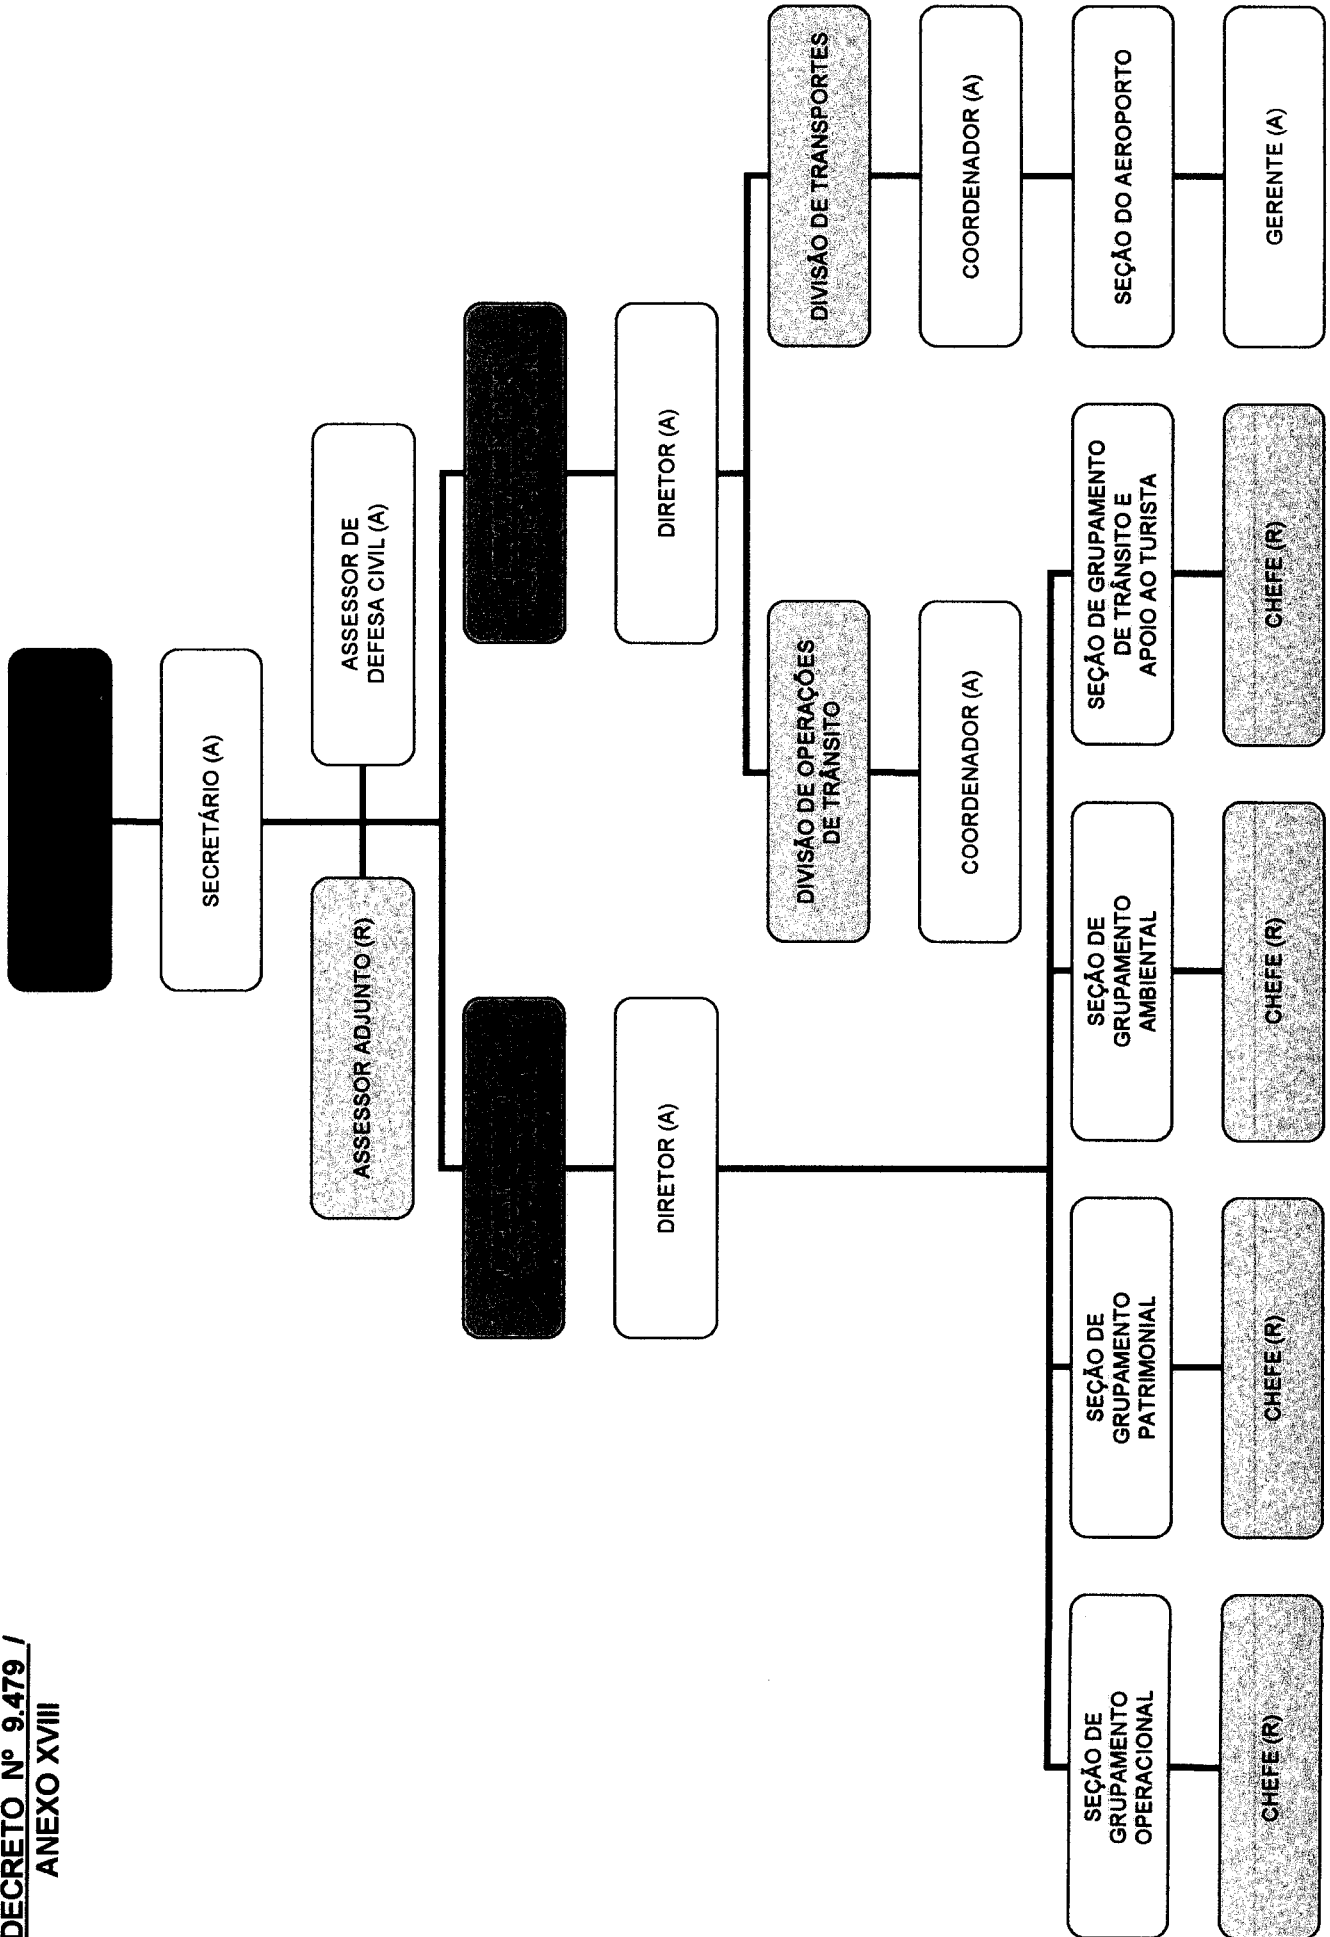 DECRETO Nº 9.479 /
ANEXO XVIII
SECRETÁRIO (A)
ASSESSOR ADJUNTO (R)
ASSESSOR DE
DEFESA CIVIL (A)
DIRETOR (A)
DIRETOR (A)
DIVISÃO DE OPERAÇÕES
DE TRÂNSITO
DIVISÃO DE TRANSPORTES
COORDENADOR (A)
COORDENADOR (A)
SEÇÃO DE
GRUPAMENTO
OPERACIONAL
SEÇÃO DE
GRUPAMENTO
PATRIMONIAL
SEÇÃO DE
GRUPAMENTO
AMBIENTAL
SEÇÃO DE GRUPAMENTO
DE TRÂNSITO E
APOIO AO TURISTA
SEÇÃO DO AEROPORTO
CHEFE (R)
CHEFE (R)
CHEFE (R)
CHEFE (R)
GERENTE (A)